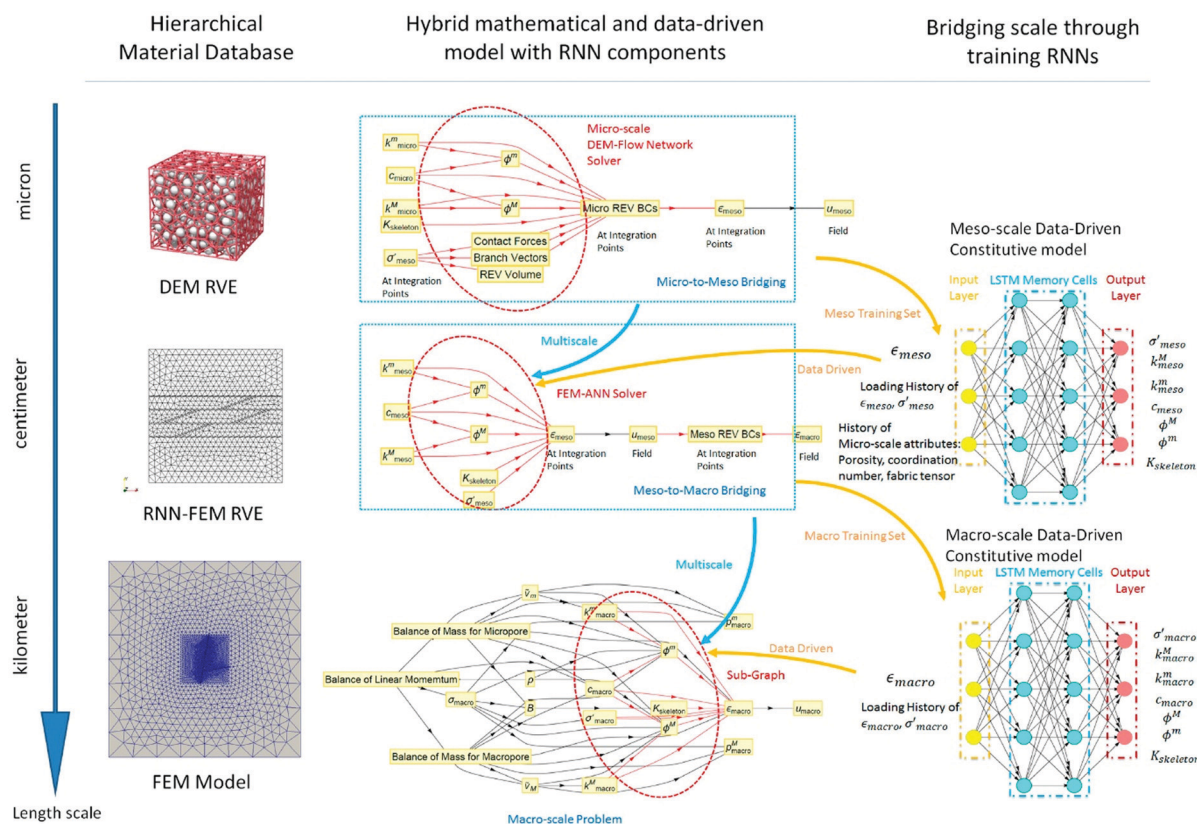 Hierarchical
Material Database
Hybrid mathematical and data-driven
model with RNN components
Bridging scale through
training RNNs
micron
centimeter
kilometer
Length scale
DEM RVE
RNN-FEM RVE
FEM Model
k^m_micro
c_micro
k^M_micro
K_skeleton
σ'_meso
ϕ^m
ϕ^M
Micro-scale
DEM-Flow Network
Solver
Contact Forces
Branch Vectors
REV Volume
At Integration
Points
Micro REV BCs
At Integration
Points
ϵ_meso
At Integration
Points
u_meso
Field
Micro-to-Meso Bridging
Multiscale
Meso Training Set
Data Driven
k^m_meso
c_meso
k^M_meso
ϕ^m
ϕ^M
FEM-ANN Solver
K_skeleton
σ'_meso
ϵ_meso
At Integration
Points
u_meso
Field
Meso REV BCs
At Integration
Points
ϵ_macro
Field
Meso-to-Macro Bridging
Multiscale
Macro Training Set
Data Driven
Meso-scale Data-Driven
Constitutive model
Input
Layer
LSTM Memory Cells
Output
Layer
ϵ_meso
Loading History of
ϵ_meso, σ'_meso
History of
Micro-scale attributes:
Porosity, coordination
number, fabric tensor
σ'_meso
k^M_meso
k^m_meso
c_meso
ϕ^M
ϕ^m
K_skeleton
Macro-scale Data-Driven
Constitutive model
Input
Layer
LSTM Memory Cells
Output
Layer
ϵ_macro
Loading History of
ϵ_macro, σ'_macro
σ'_macro
k^M_macro
k^m_macro
c_macro
ϕ^M
ϕ^m
K_skeleton
ṽ_m
k^m_macro
p^m_macro
Balance of Mass for Micropore
ϕ^m
Sub-Graph
Balance of Linear Momentum
c_macro
σ_macro
K_skeleton
ϵ_macro
u_macro
σ'_macro
ϕ^M
Balance of Mass for Macropore
p^M_macro
ṽ_M
k^M_macro
Macro-scale Problem